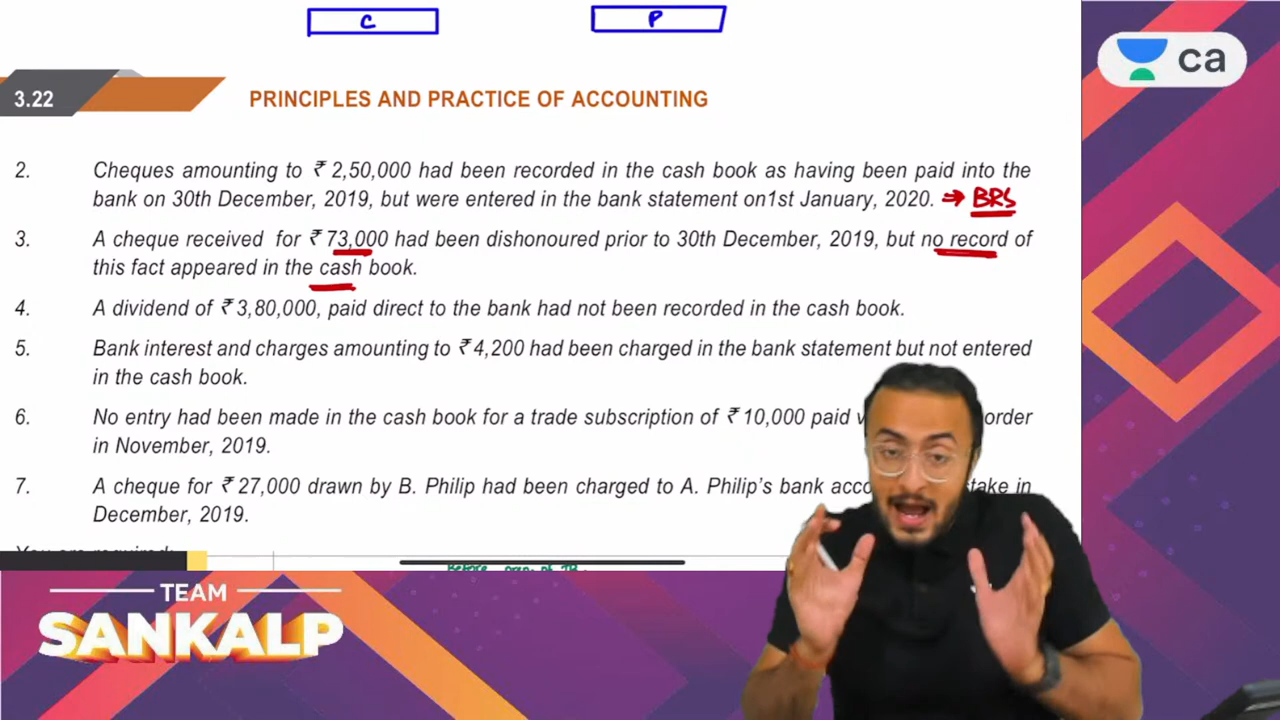 C P
ca
3.22 PRINCIPLES AND PRACTICE OF ACCOUNTING
2. Cheques amounting to ₹ 2,50,000 had been recorded in the cash book as having been paid into the
bank on 30th December, 2019, but were entered in the bank statement on1st January, 2020. → BRS
3. A cheque received for ₹ 73,000 had been dishonoured prior to 30th December, 2019, but no record of
this fact appeared in the cash book.
4. A dividend of ₹ 3,80,000, paid direct to the bank had not been recorded in the cash book.
5. Bank interest and charges amounting to ₹ 4,200 had been charged in the bank statement but not entered
in the cash book.
6. No entry had been made in the cash book for a trade subscription of ₹ 10,000 paid order
in November, 2019.
7. A cheque for ₹ 27,000 drawn by B. Philip had been charged to A. Philip's bank in
December, 2019.
You are required:
Before prep. of TB
TEAM
SANKALP